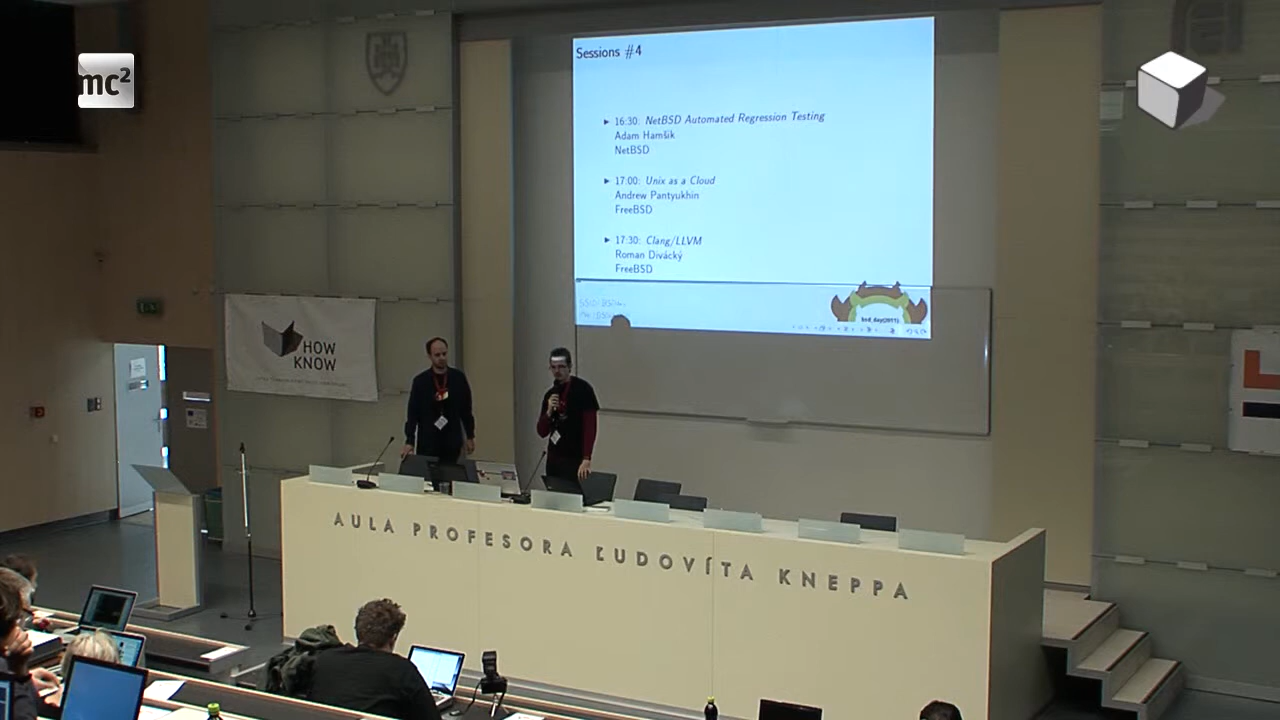 mc²
Sessions #4
16:30: NetBSD Automated Regression Testing
Adam Hamšík
NetBSD
17:00: Unix as a Cloud
Andrew Pantyukhin
FreeBSD
17:30: Clang/LLVM
Roman Divácký
FreeBSD
bsd_day(2011)
HOW
KNOW
AULA PROFESORA ĽUDOVÍTA KNEPPA